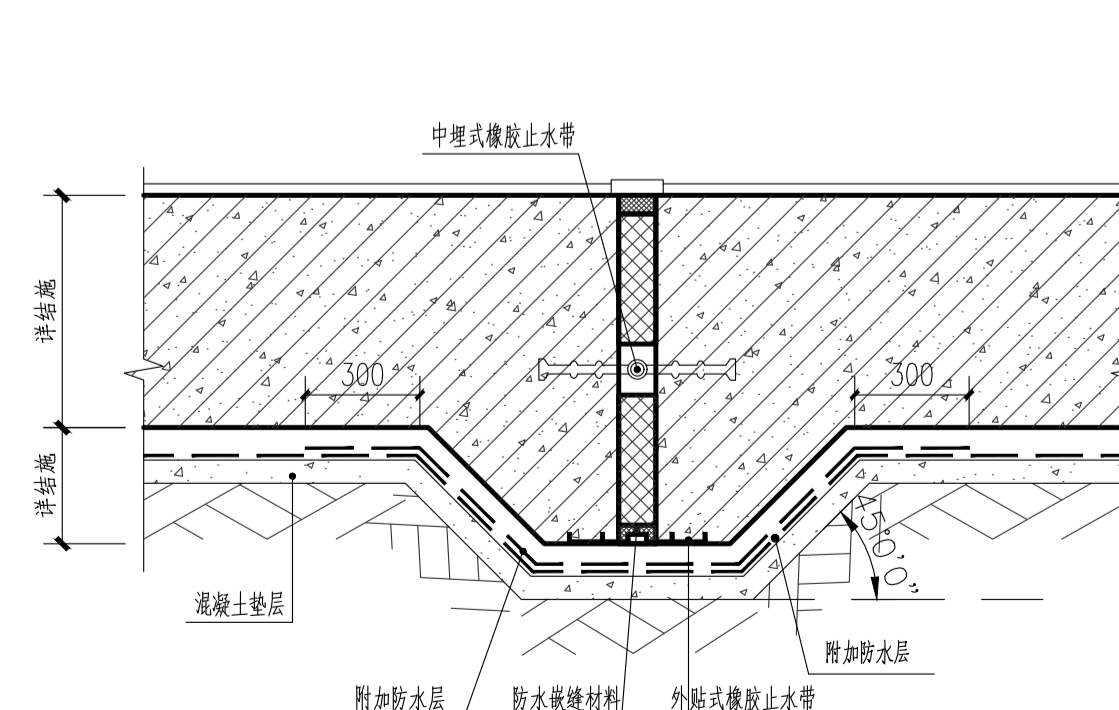 中埋式橡胶止水带
详结施
300
300
详结施
45°0'0"
混凝土垫层
附加防水层
附加防水层
防水嵌缝材料
外贴式橡胶止水带